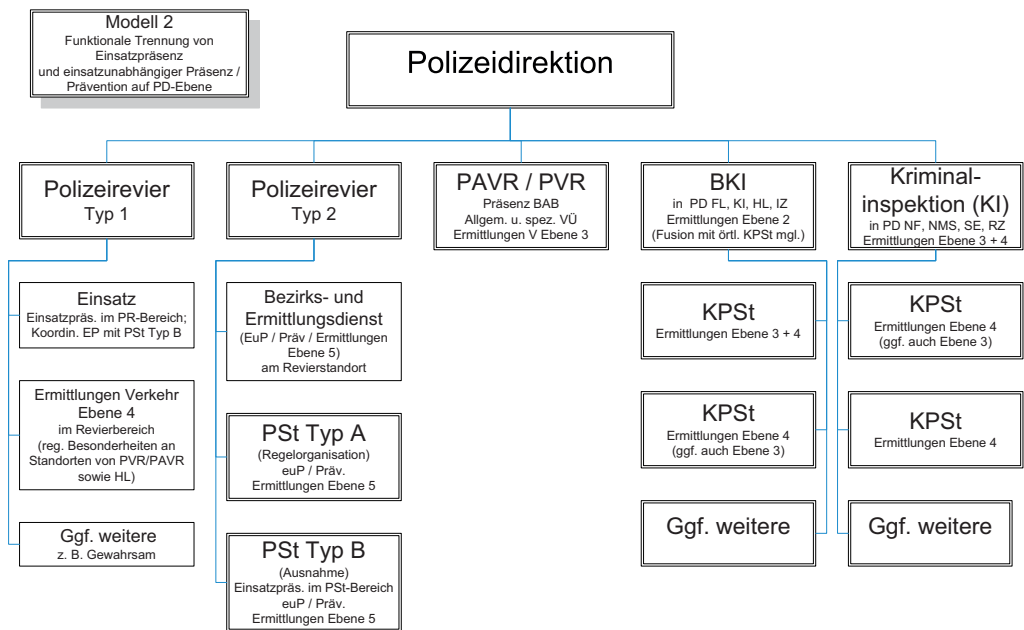 Modell 2
Funktionale Trennung von
Einsatzpräsenz
und einsatzunabhängiger Präsenz /
Prävention auf PD-Ebene
Polizeidirektion
Polizeirevier
Typ 1
Polizeirevier
Typ 2
PAVR / PVR
Präsenz BAB
Allgem. u. spez. VÜ
Ermittlungen V Ebene 3
BKI
in PD FL, KI, HL, IZ
Ermittlungen Ebene 2
(Fusion mit örtl. KPSt mgl.)
Kriminal-
inspektion (KI)
in PD NF, NMS, SE, RZ
Ermittlungen Ebene 3 + 4
Einsatz
Einsatzpräs. im PR-Bereich;
Koordin. EP mit PSt Typ B
Ermittlungen Verkehr
Ebene 4
im Revierbereich
(reg. Besonderheiten an
Standorten von PVR/PAVR
sowie HL)
Ggf. weitere
z. B. Gewahrsam
Bezirks- und
Ermittlungsdienst
(EuP / Präv / Ermittlungen
Ebene 5)
am Revierstandort
PSt Typ A
(Regelorganisation)
euP / Präv.
Ermittlungen Ebene 5
PSt Typ B
(Ausnahme)
Einsatzpräs. im PSt-Bereich
euP / Präv.
Ermittlungen Ebene 5
KPSt
Ermittlungen Ebene 3 + 4
KPSt
Ermittlungen Ebene 4
(ggf. auch Ebene 3)
Ggf. weitere
KPSt
Ermittlungen Ebene 4
(ggf. auch Ebene 3)
KPSt
Ermittlungen Ebene 4
Ggf. weitere